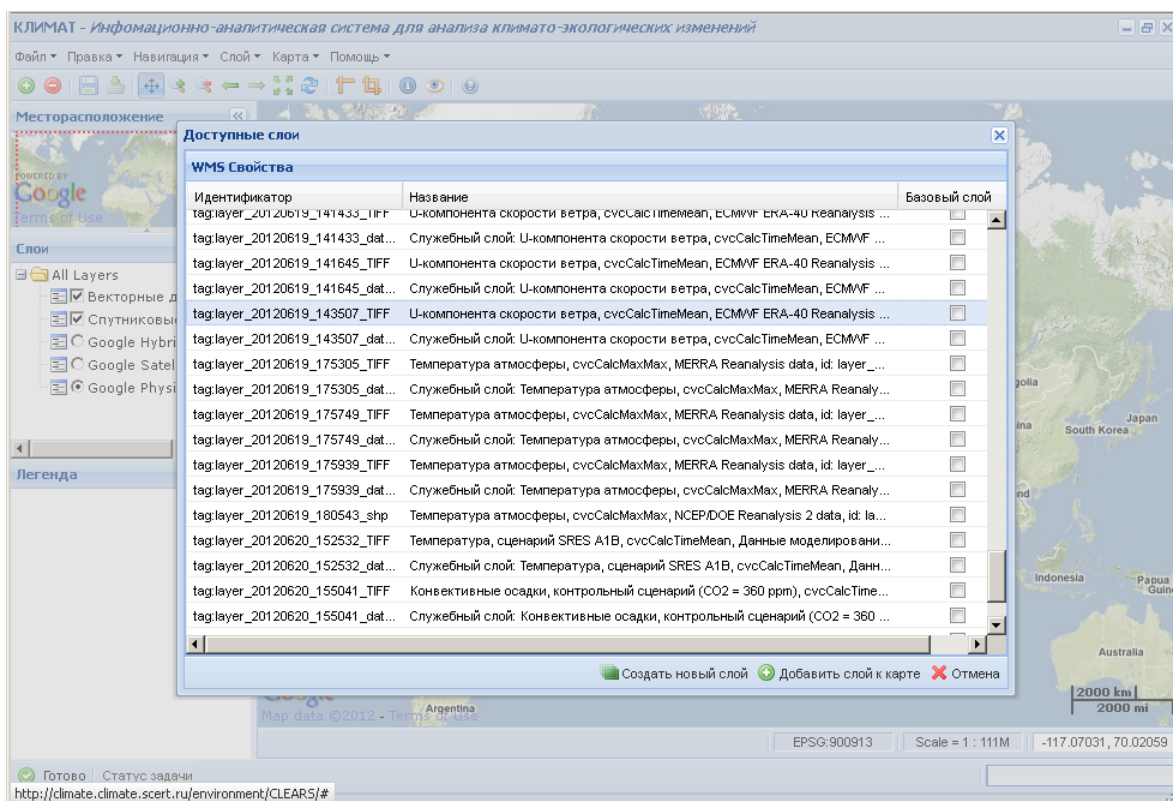 КЛИМАТ - Инфомационно-аналитическая система для анализа климато-экологических изменений
Файл Правка Навигация Слой Карта Помощь
Месторасположение
POWERED BY
Google
Terms of Use
Слои
All Layers
Векторные д
Спутниковые
Google Hybri
Google Satel
Google Physi
Легенда
Доступные слои
WMS Свойства
Идентификатор Название Базовый слой
tag:layer_20120619_141433_TIFF U-компонента скорости ветра, cvcCalcTimeMean, ECMWF ERA-40 Reanalysis ...
tag:layer_20120619_141433_dat... Служебный слой: U-компонента скорости ветра, cvcCalcTimeMean, ECMWF ...
tag:layer_20120619_141645_TIFF U-компонента скорости ветра, cvcCalcTimeMean, ECMWF ERA-40 Reanalysis ...
tag:layer_20120619_141645_dat... Служебный слой: U-компонента скорости ветра, cvcCalcTimeMean, ECMWF ...
tag:layer_20120619_143507_TIFF U-компонента скорости ветра, cvcCalcTimeMean, ECMWF ERA-40 Reanalysis ...
tag:layer_20120619_143507_dat... Служебный слой: U-компонента скорости ветра, cvcCalcTimeMean, ECMWF ...
tag:layer_20120619_175305_TIFF Температура атмосферы, cvcCalcMaxMax, MERRA Reanalysis data, id: layer_...
tag:layer_20120619_175305_dat... Служебный слой: Температура атмосферы, cvcCalcMaxMax, MERRA Reanaly...
tag:layer_20120619_175749_TIFF Температура атмосферы, cvcCalcMaxMax, MERRA Reanalysis data, id: layer_...
tag:layer_20120619_175749_dat... Служебный слой: Температура атмосферы, cvcCalcMaxMax, MERRA Reanaly...
tag:layer_20120619_175939_TIFF Температура атмосферы, cvcCalcMaxMax, MERRA Reanalysis data, id: layer_...
tag:layer_20120619_175939_dat... Служебный слой: Температура атмосферы, cvcCalcMaxMax, MERRA Reanaly...
tag:layer_20120619_180543_shp Температура атмосферы, cvcCalcMaxMax, NCEP/DOE Reanalysis 2 data, id: la...
tag:layer_20120620_152532_TIFF Температура, сценарий SRES A1B, cvcCalcTimeMean, Данные моделировани...
tag:layer_20120620_152532_dat... Служебный слой: Температура, сценарий SRES A1B, cvcCalcTimeMean, Данн...
tag:layer_20120620_155041_TIFF Конвективные осадки, контрольный сценарий (CO2 = 360 ppm), cvcCalcTime...
tag:layer_20120620_155041_dat... Служебный слой: Конвективные осадки, контрольный сценарий (CO2 = 360 ...
Создать новый слой Добавить слой к карте Отмена
golia
ina
Japan
South Korea
nd
Indonesia
Papua
Guin
Australia
Argentina
Google
Map data ©2012 - Terms of Use
2000 km
2000 mi
EPSG:900913 Scale = 1 : 111M -117.07031, 70.02059
Готово Статус задачи
http://climate.climate.scert.ru/environment/CLEARS/#